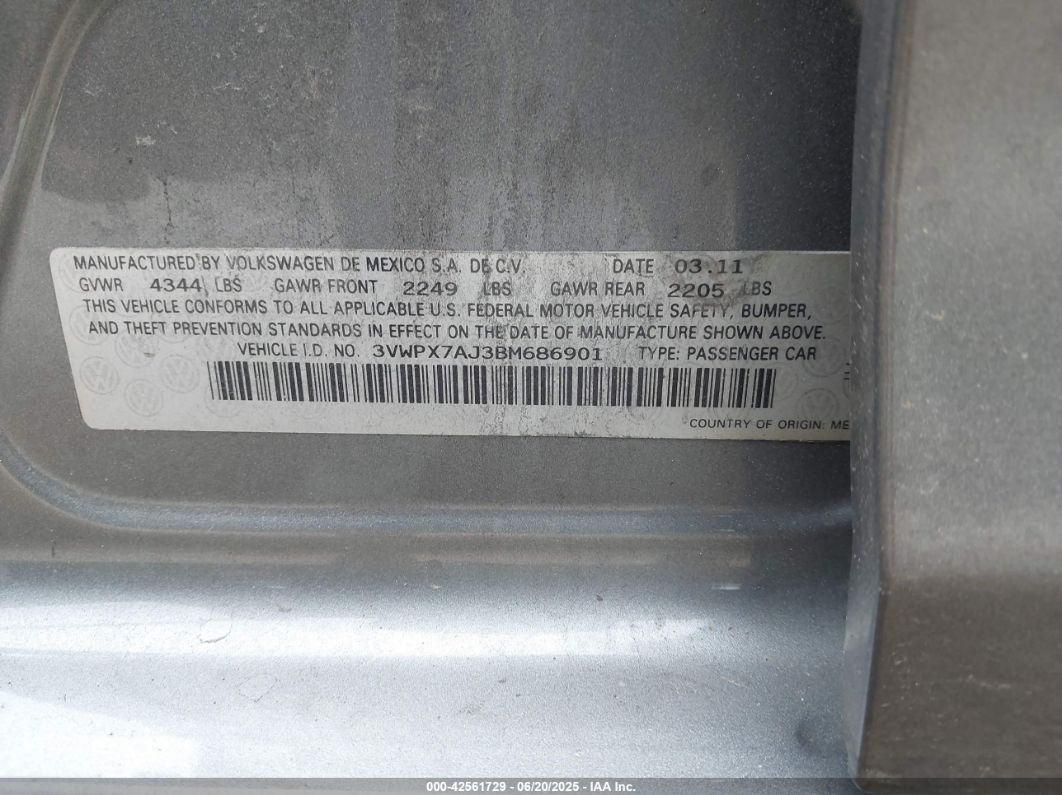 MANUFACTURED BY VOLKSWAGEN DE MEXICO S.A. DE C.V. DATE 03.11
GVWR 4344 LBS GAWR FRONT 2249 LBS GAWR REAR 2205 LBS
THIS VEHICLE CONFORMS TO ALL APPLICABLE U.S. FEDERAL MOTOR VEHICLE SAFETY, BUMPER,
AND THEFT PREVENTION STANDARDS IN EFFECT ON THE DATE OF MANUFACTURE SHOWN ABOVE.
VEHICLE I.D. NO. 3VWPX7AJ3BM686901 TYPE: PASSENGER CAR
COUNTRY OF ORIGIN: ME
000-42561729 - 06/20/2025 - IAA Inc.